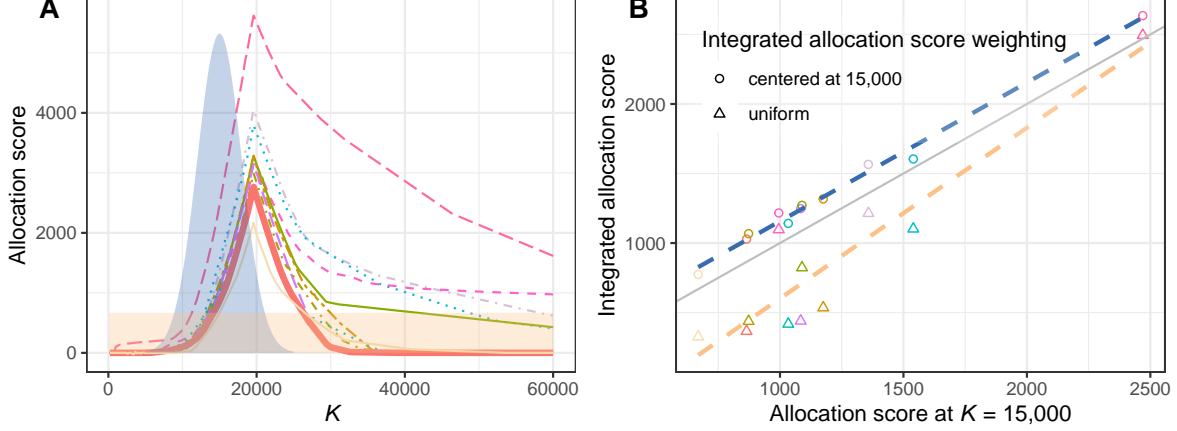 A
Allocation score
4000
2000
0
0
20000
40000
60000
K
B
Integrated allocation score
2000
1000
Integrated allocation score weighting
centered at 15,000
uniform
1000
1500
2000
2500
Allocation score at K = 15,000